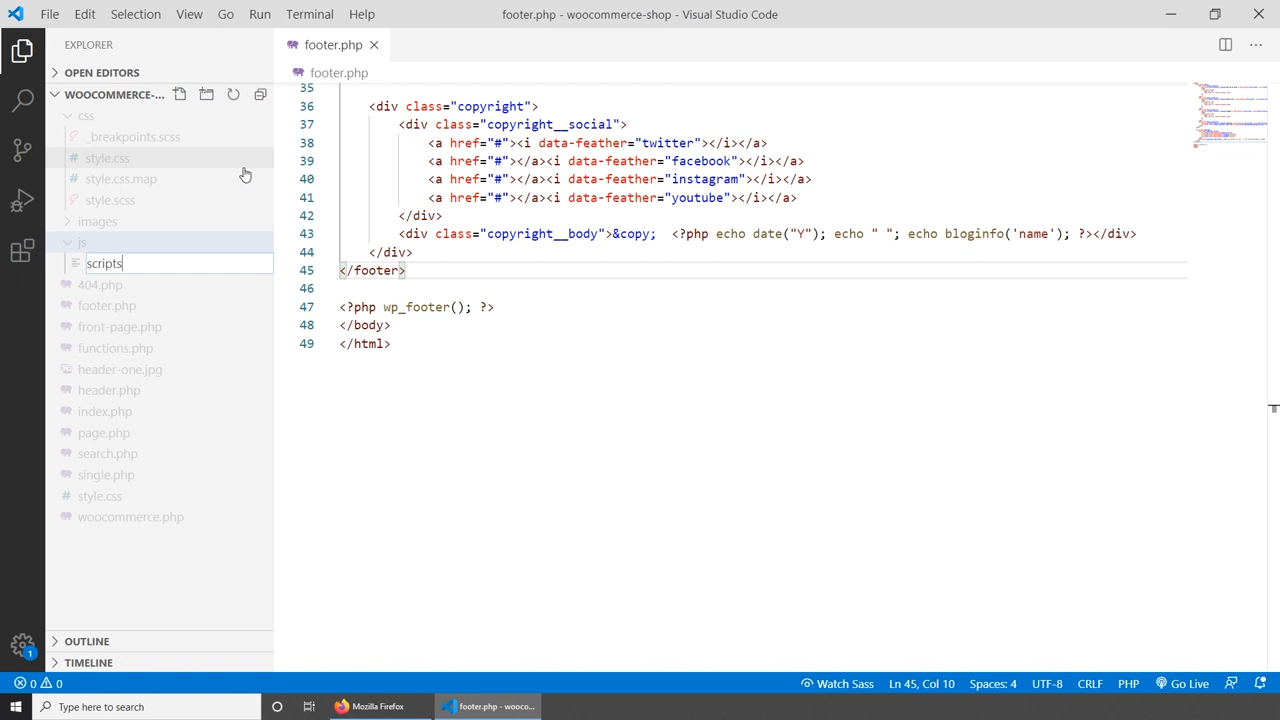 File Edit Selection View Go Run Terminal Help footer.php - woocommerce-shop - Visual Studio Code
EXPLORER
OPEN EDITORS
WOOCOMMERCE-...
css
_breakpoints.scss
style.css
style.css.map
style.scss
images
js
scripts
404.php
footer.php
front-page.php
functions.php
header-one.jpg
header.php
index.php
page.php
search.php
single.php
style.css
woocommerce.php
OUTLINE
TIMELINE
footer.php
footer.php
35
36 <div class="copyright">
37 <div class="copyright__social">
38 <a href="#"><i data-feather="twitter"></i></a>
39 <a href="#"></a><i data-feather="facebook"></i></a>
40 <a href="#"></a><i data-feather="instagram"></i></a>
41 <a href="#"></a><i data-feather="youtube"></i></a>
42 </div>
43 <div class="copyright__body">&copy; <?php echo date("Y"); echo " "; echo bloginfo('name'); ?></div>
44 </div>
45 </footer>
46
47 <?php wp_footer(); ?>
48 </body>
49 </html>
1
0 0 Watch Sass Ln 45, Col 10 Spaces: 4 UTF-8 CRLF PHP Go Live
Type here to search Mozilla Firefox footer.php - wooco...